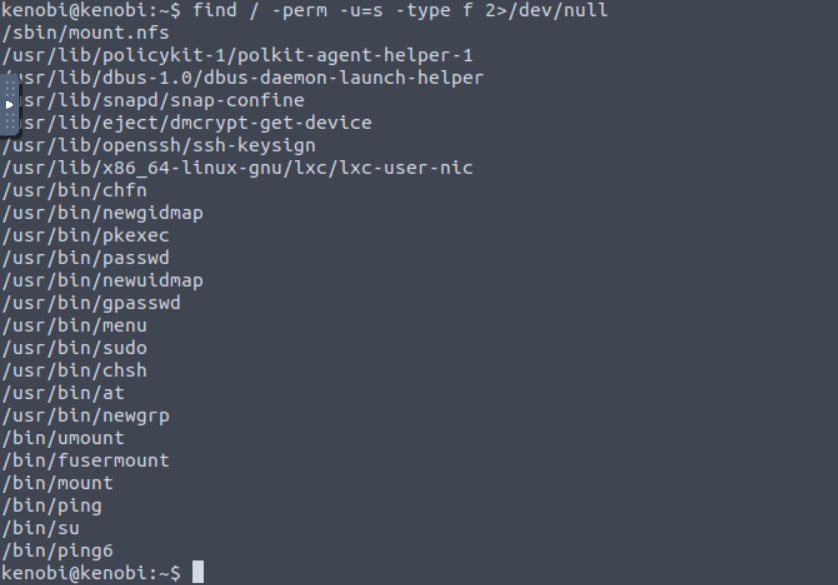 kenobi@kenobi:~$ find / -perm -u=s -type f 2>/dev/null
/sbin/mount.nfs
/usr/lib/policykit-1/polkit-agent-helper-1
/usr/lib/dbus-1.0/dbus-daemon-launch-helper
usr/lib/snapd/snap-confine
usr/lib/eject/dmcrypt-get-device
/usr/lib/openssh/ssh-keysign
/usr/lib/x86_64-linux-gnu/lxc/lxc-user-nic
/usr/bin/chfn
/usr/bin/newgidmap
/usr/bin/pkexec
/usr/bin/passwd
/usr/bin/newuidmap
/usr/bin/gpasswd
/usr/bin/menu
/usr/bin/sudo
/usr/bin/chsh
/usr/bin/at
/usr/bin/newgrp
/bin/umount
/bin/fusermount
/bin/mount
/bin/ping
/bin/su
/bin/ping6
kenobi@kenobi:~$